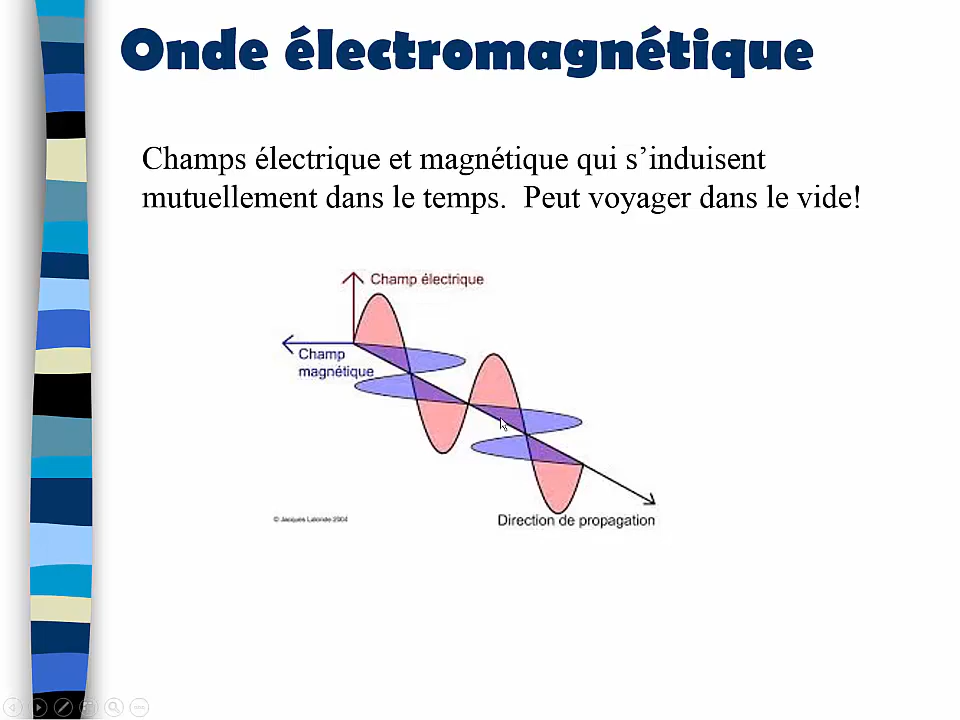 Onde électromagnétique
Champs électrique et magnétique qui s’induisent
mutuellement dans le temps.  Peut voyager dans le vide!
Champ électrique
Champ
magnétique
© Jacques Lalonde 2004
Direction de propagation